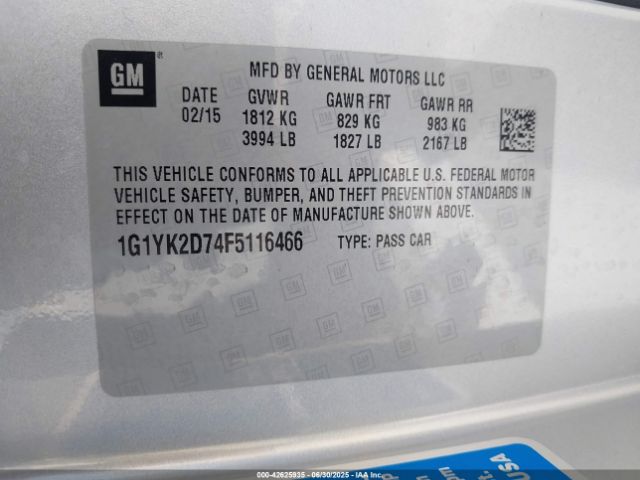 GM
MFD BY GENERAL MOTORS LLC
DATE GVWR GAWR FRT GAWR RR
02/15 1812 KG 829 KG 983 KG
3994 LB 1827 LB 2167 LB
THIS VEHICLE CONFORMS TO ALL APPLICABLE U.S. FEDERAL MOTOR
VEHICLE SAFETY, BUMPER, AND THEFT PREVENTION STANDARDS IN
EFFECT ON THE DATE OF MANUFACTURE SHOWN ABOVE.
1G1YK2D74F5116466 TYPE: PASS CAR
USA
000-42625935 - 06/30/2025 - IAAI.COM